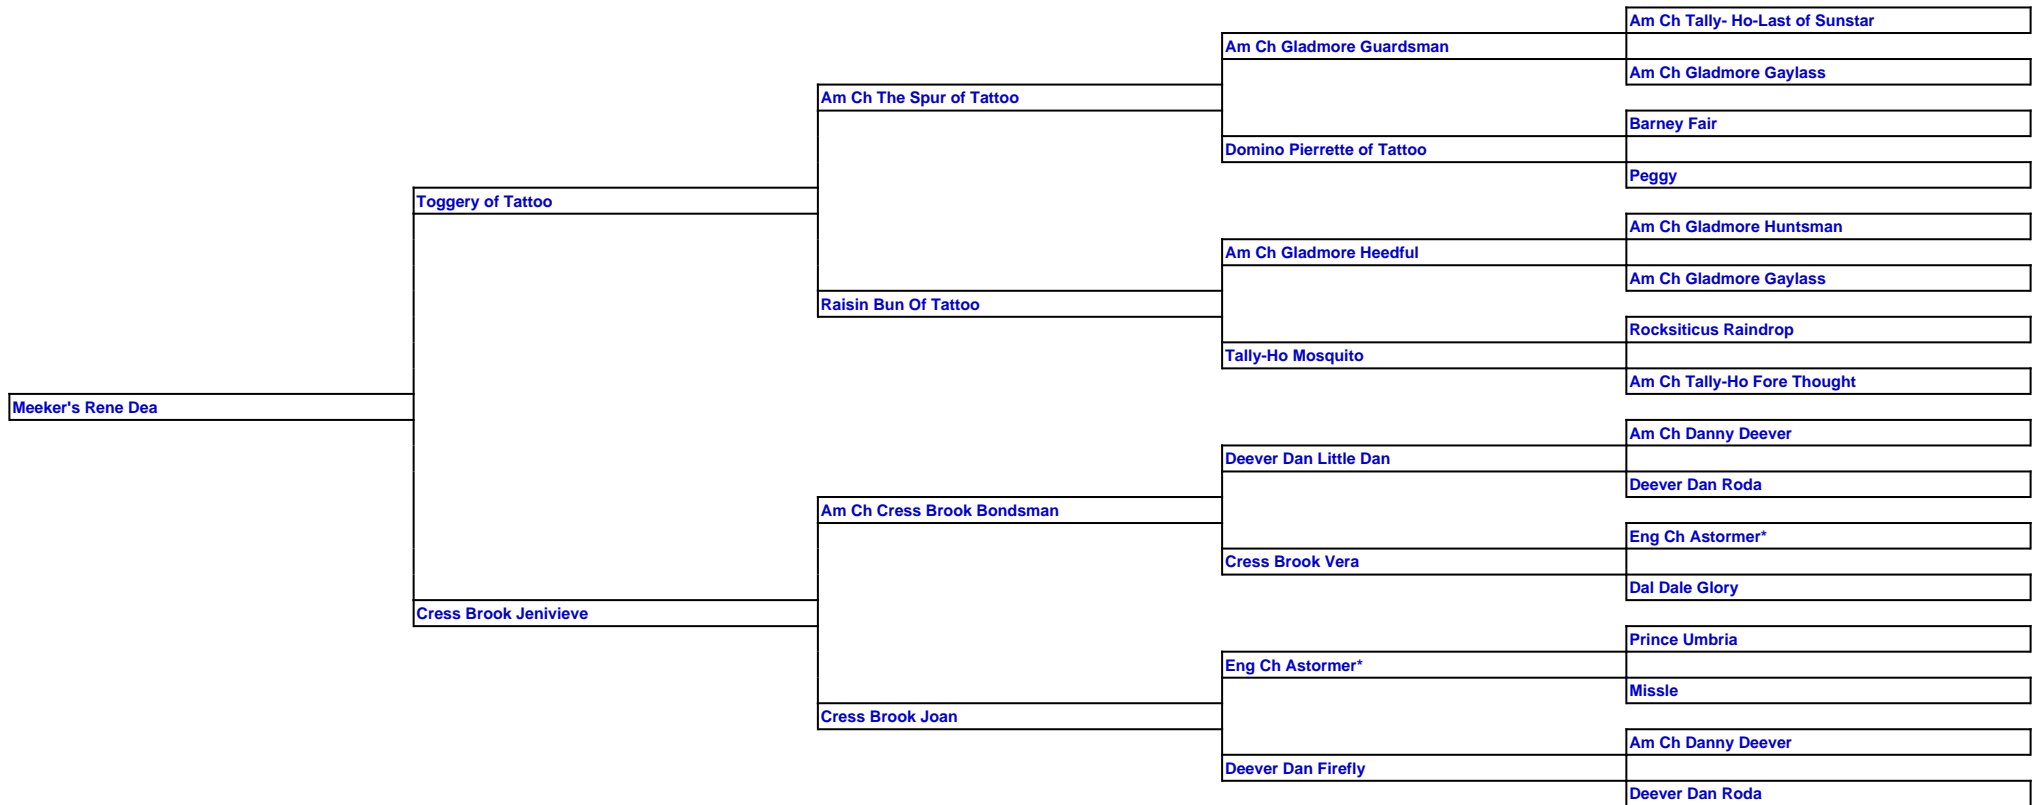 Am Ch Tally- Ho-Last of Sunstar
Am Ch Gladmore Guardsman
Am Ch Gladmore Gaylass
Am Ch The Spur of Tattoo
Barney Fair
Domino Pierrette of Tattoo
Peggy
Toggery of Tattoo
Am Ch Gladmore Huntsman
Am Ch Gladmore Heedful
Am Ch Gladmore Gaylass
Raisin Bun Of Tattoo
Rocksiticus Raindrop
Tally-Ho Mosquito
Am Ch Tally-Ho Fore Thought
Meeker's Rene Dea
Am Ch Danny Deever
Deever Dan Little Dan
Deever Dan Roda
Am Ch Cress Brook Bondsman
Eng Ch Astormer*
Cress Brook Vera
Dal Dale Glory
Cress Brook Jenivieve
Prince Umbria
Eng Ch Astormer*
Missle
Cress Brook Joan
Am Ch Danny Deever
Deever Dan Firefly
Deever Dan Roda